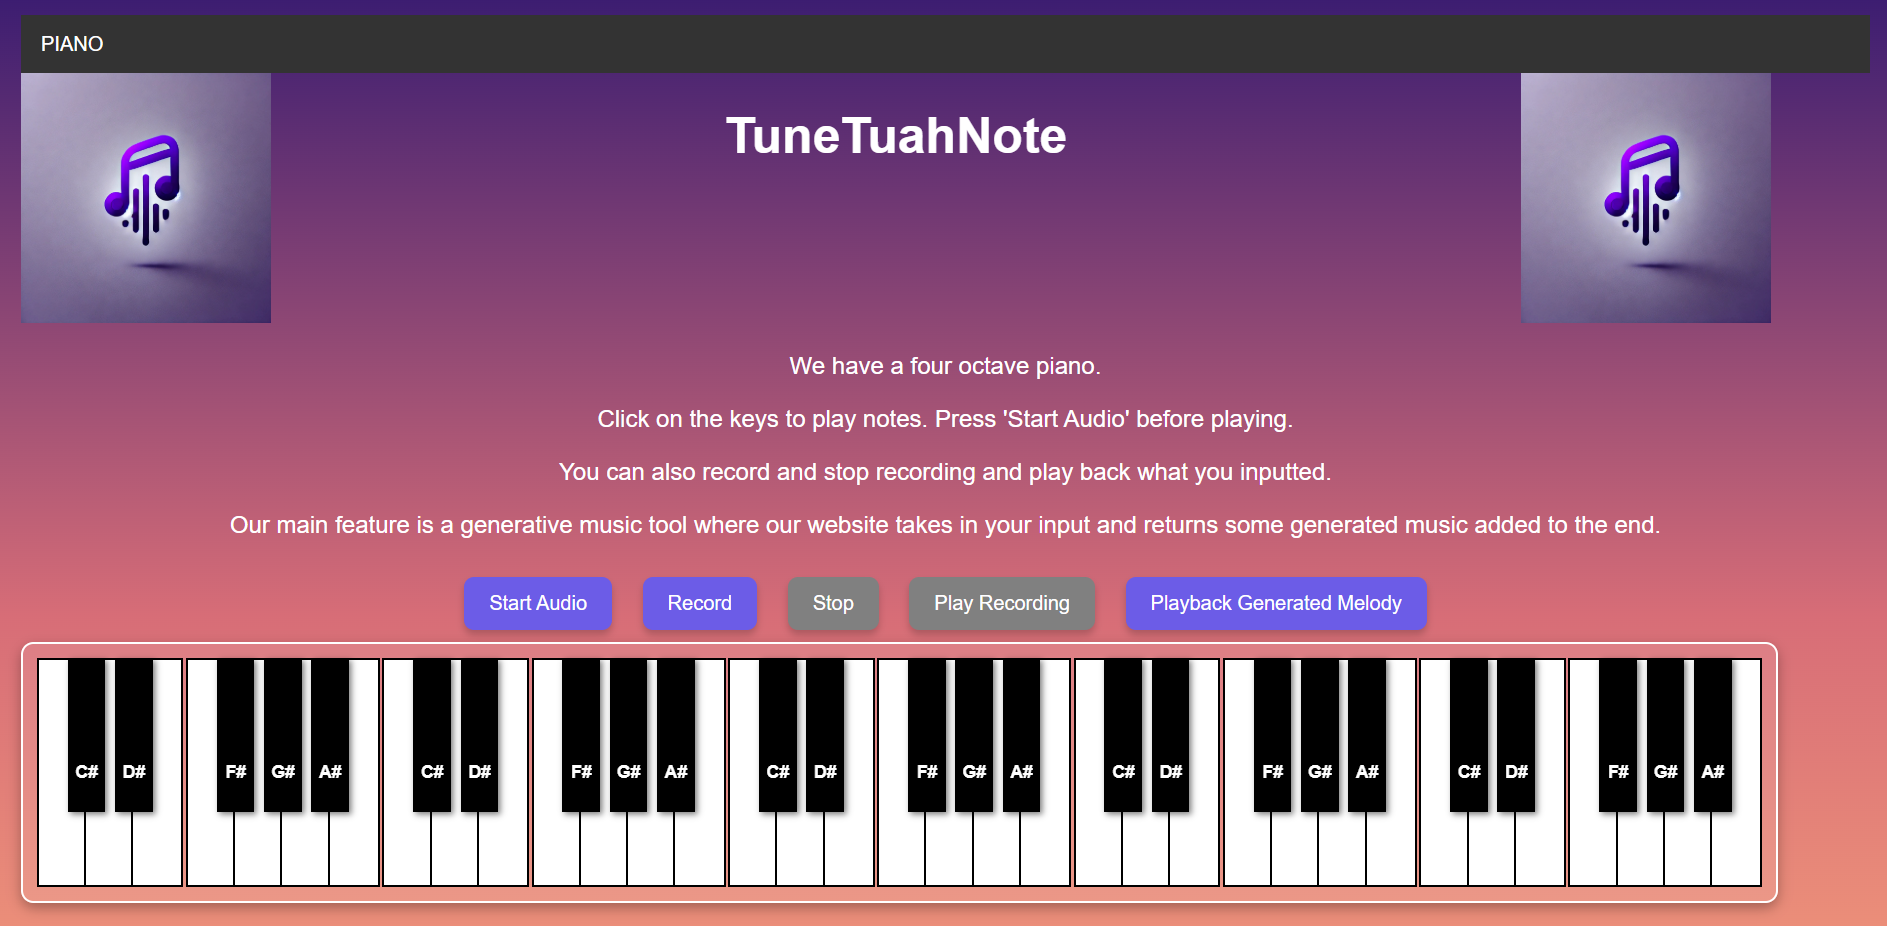 PIANO
TuneTuahNote
We have a four octave piano.
Click on the keys to play notes. Press 'Start Audio' before playing.
You can also record and stop recording and play back what you inputted.
Our main feature is a generative music tool where our website takes in your input and returns some generated music added to the end.
Start Audio Record Stop Play Recording Playback Generated Melody
C# D# F# G# A# C# D# F# G# A# C# D# F# G# A# C# D# F# G# A# C# D# F# G# A#